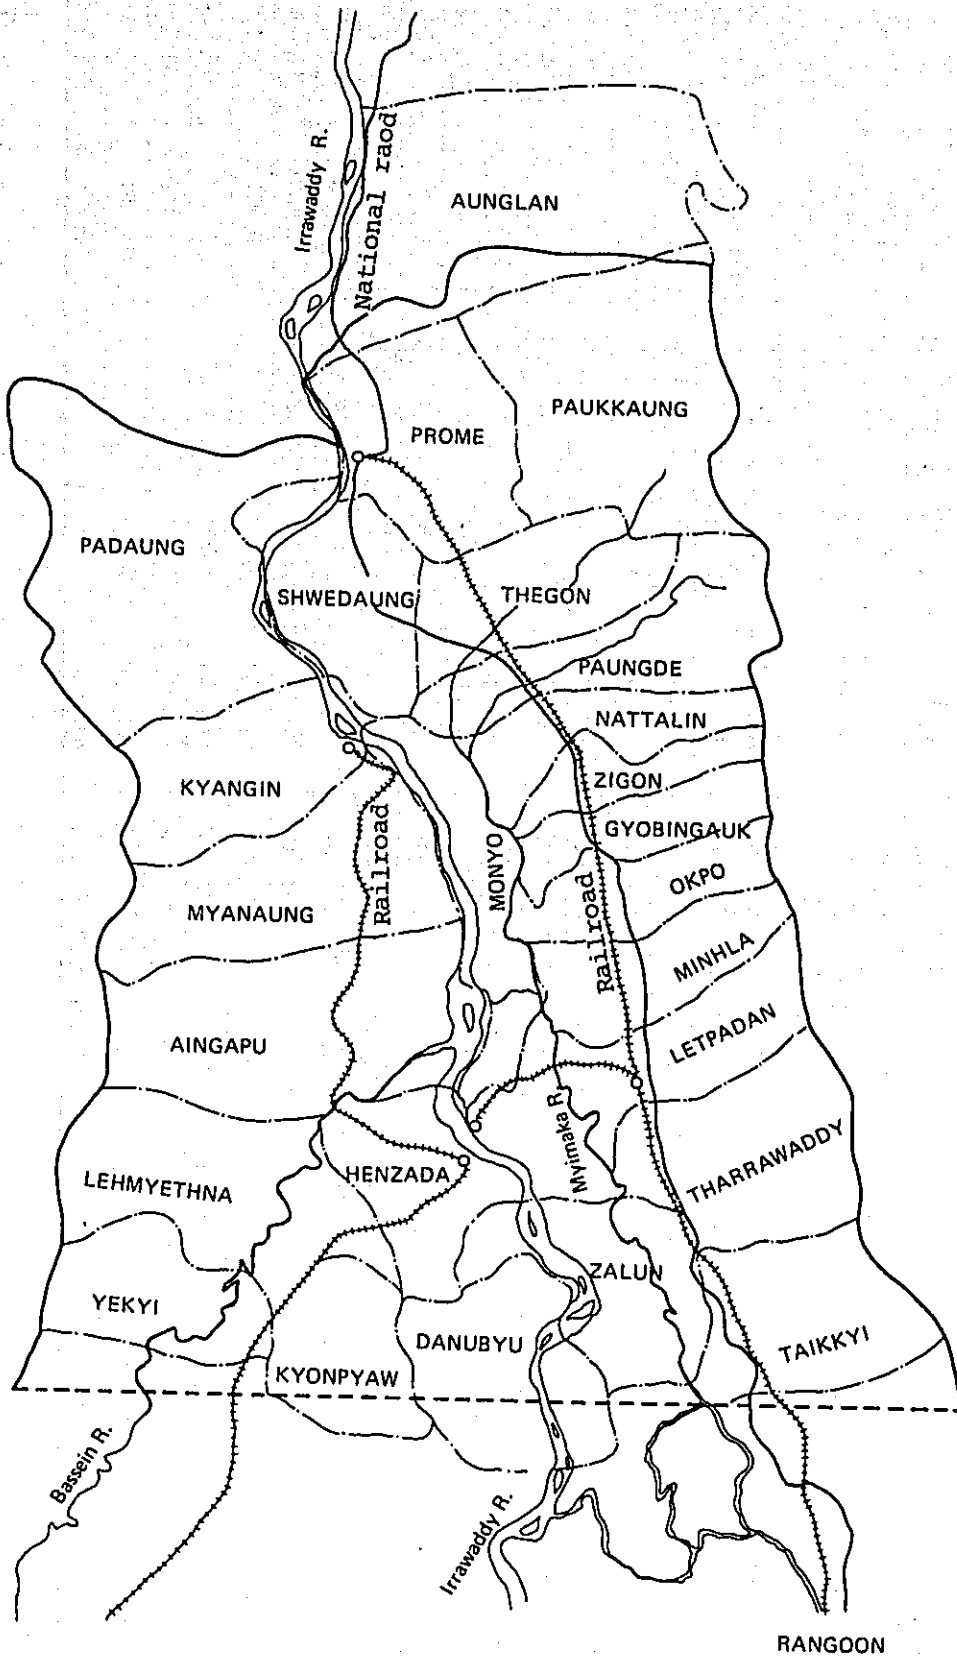 Irrawaddy R.
National raod
AUNGLAN
PAUKKAUNG
PROME
PADAUNG
SHWEDAUNG
THEGON
PAUNGDE
NATTALIN
KYANGIN
ZIGON
GYOBINGAUK
Railroad
MONYO
OKPO
MYANAUNG
Railroad
MINHLA
LETPADAN
AINGAPU
Myimaka R.
THARRAWADDY
HENZADA
LEHMYETHNA
ZALUN
YEKYI
DANUBYU
TAIKKYI
KYONPYAW
Bassein R.
Irrawaddy R.
RANGOON